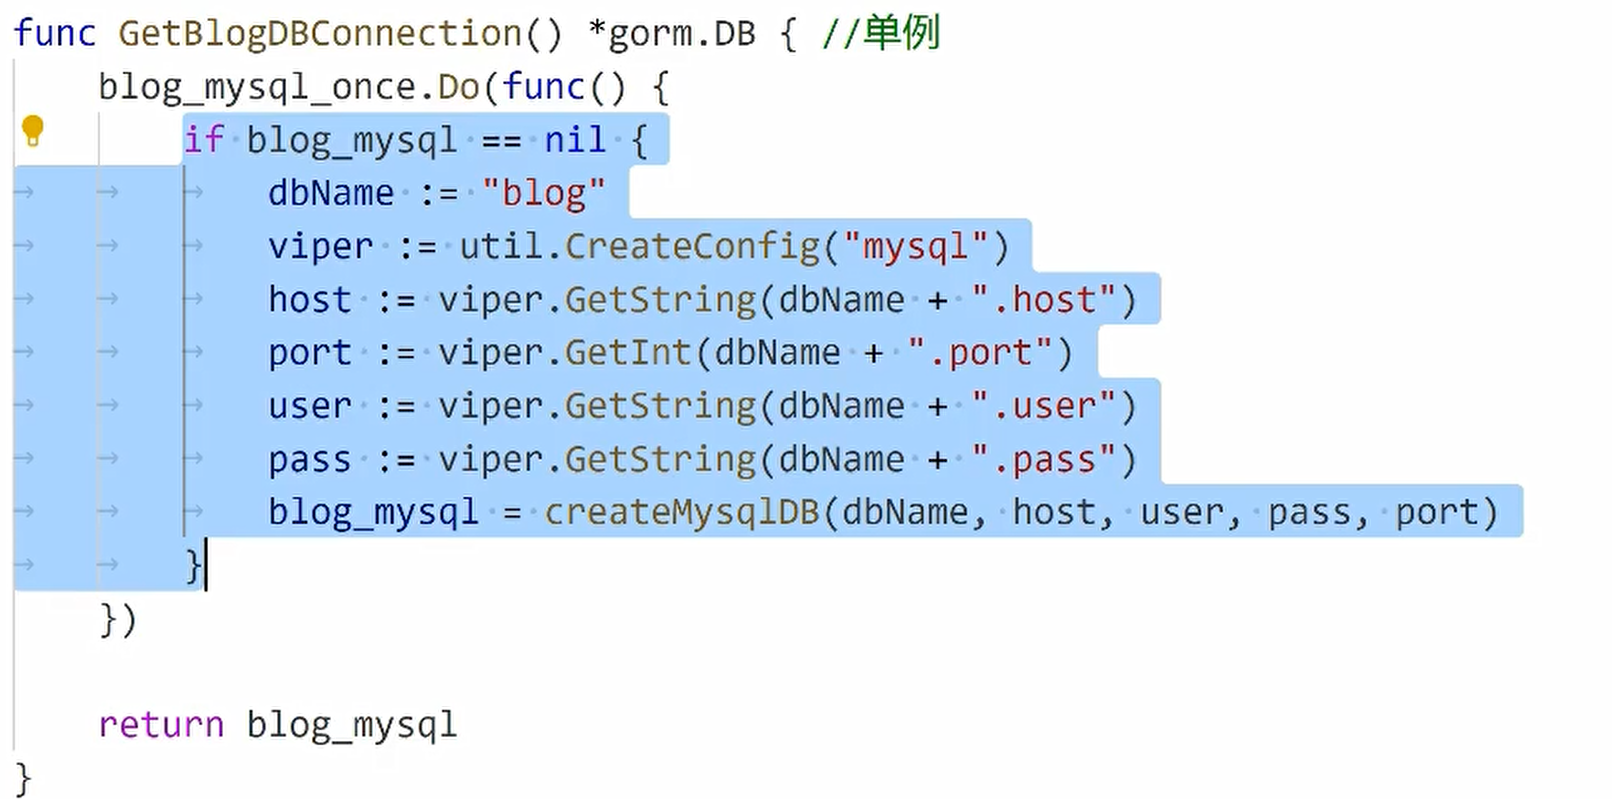 func GetBlogDBConnection() *gorm.DB { //单例
    blog_mysql_once.Do(func() {
        if blog_mysql == nil {
            dbName := "blog"
            viper := util.CreateConfig("mysql")
            host := viper.GetString(dbName + ".host")
            port := viper.GetInt(dbName + ".port")
            user := viper.GetString(dbName + ".user")
            pass := viper.GetString(dbName + ".pass")
            blog_mysql = createMysqlDB(dbName, host, user, pass, port)
        }
    })

    return blog_mysql
}